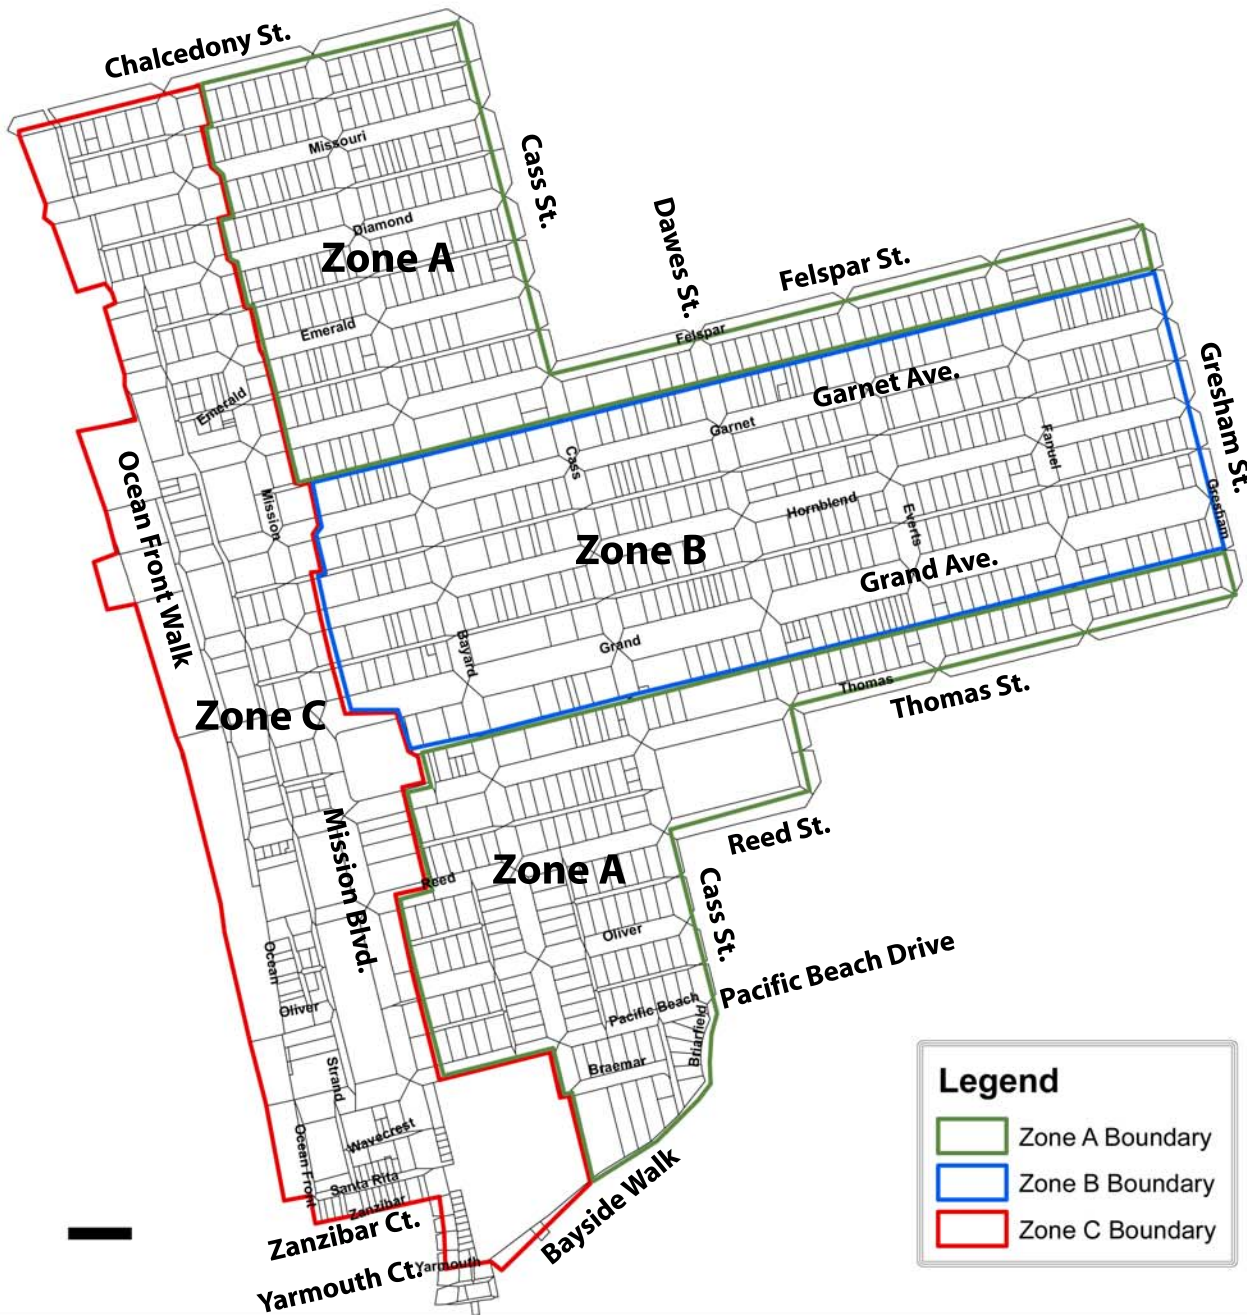 Chalcedony St.
Missouri
Cass St.
Diamond
Zone A
Dawes St.
Felspar St.
Emerald
Felspar
Garnet Ave.
Gresham St.
Emerald
Garnet
Ocean Front Walk
Cass
Fanuel
Mission
Hornblend
Everts
Gresham
Zone B
Grand Ave.
Bayard
Grand
Thomas
Thomas St.
Zone C
Mission Blvd.
Reed St.
Reed
Zone A
Cass St.
Oliver
Ocean
Pacific Beach Drive
Oliver
Pacific Beach
Briarfield
Strand
Braemar
Wavecrest
Ocean Front
Santa Rita
Zanzibar
Zanzibar Ct.
Bayside Walk
Yarmouth
Yarmouth Ct.
Legend
Zone A Boundary
Zone B Boundary
Zone C Boundary